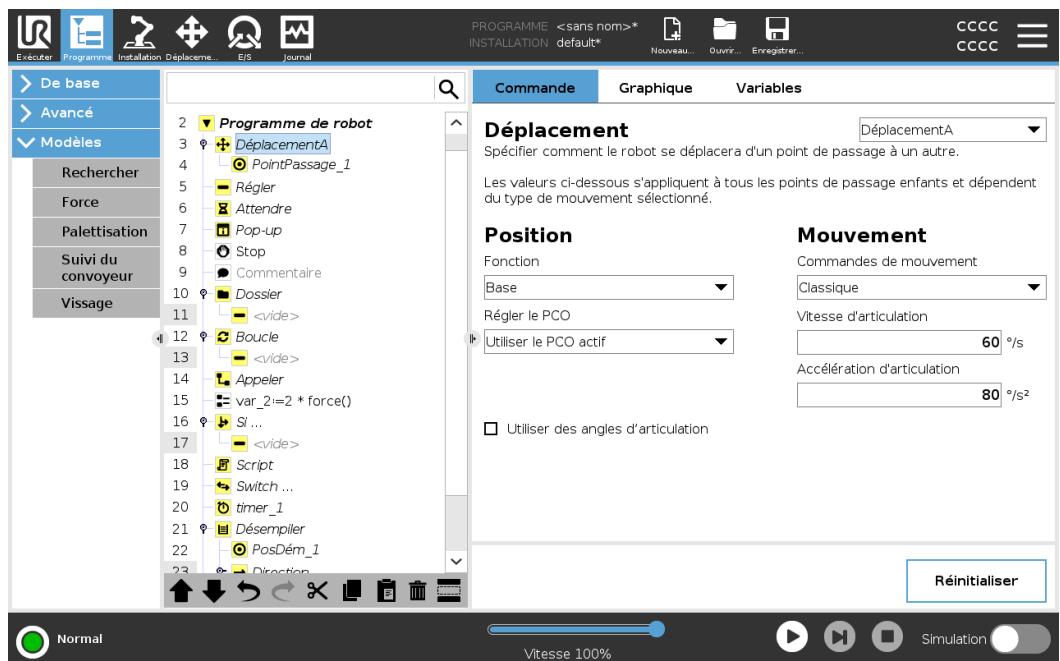 UR
Exécuter
Programme
Installation
Déplaceme...
E/S
Journal
PROGRAMME <sans nom>*
INSTALLATION default*
Nouveau...
Ouvrir...
Enregistrer...
cccc
cccc
De base
Avancé
Modèles
Rechercher
Force
Palettisation
Suivi du
convoyeur
Vissage
2 Programme de robot
3 DéplacementA
4 PointPassage_1
5 Régler
6 Attendre
7 Pop-up
8 Stop
9 Commentaire
10 Dossier
11 <vide>
12 Boucle
13 <vide>
14 Appeler
15 var_2:=2 * force()
16 Si ...
17 <vide>
18 Script
19 Switch ...
20 timer_1
21 Désempiler
22 PosDém_1
23 Direction
Commande
Graphique
Variables
Déplacement
DéplacementA
Spécifier comment le robot se déplacera d'un point de passage à un autre.
Les valeurs ci-dessous s'appliquent à tous les points de passage enfants et dépendent
du type de mouvement sélectionné.
Position
Fonction
Base
Régler le PCO
Utiliser le PCO actif
Utiliser des angles d'articulation
Mouvement
Commandes de mouvement
Classique
Vitesse d'articulation
60 °/s
Accélération d'articulation
80 °/s²
Réinitialiser
Normal
Vitesse 100%
Simulation